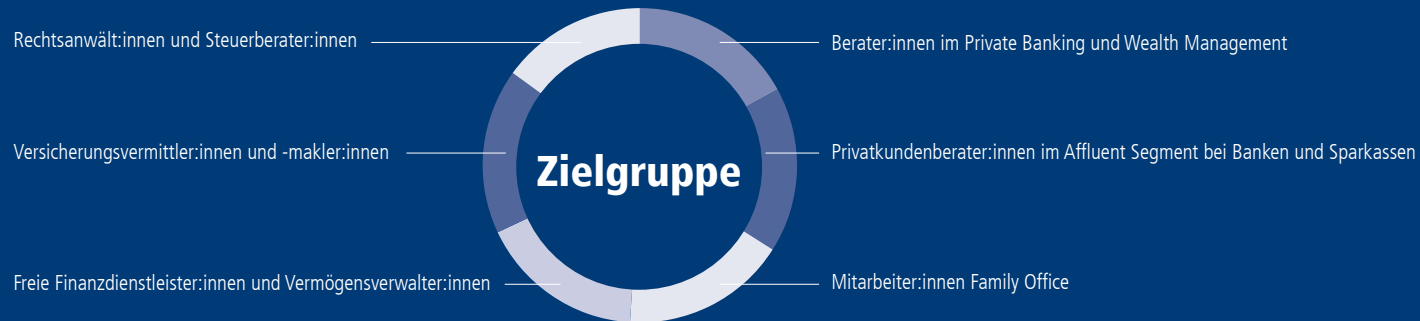 Rechtsanwält:innen und Steuerberater:innen
Versicherungsvermittler:innen und -makler:innen
Freie Finanzdienstleister:innen und Vermögensverwalter:innen
Zielgruppe
Berater:innen im Private Banking und Wealth Management
Privatkundenberater:innen im Affluent Segment bei Banken und Sparkassen
Mitarbeiter:innen Family Office